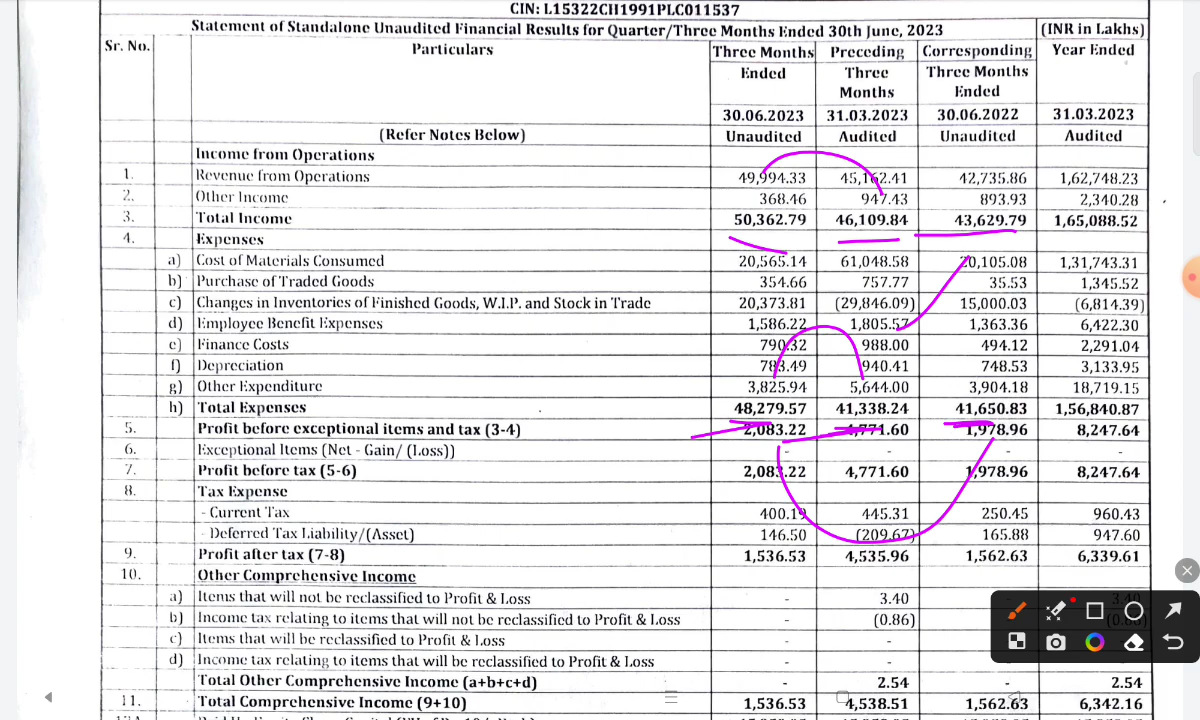 CIN: L15322CH1991PLC011537
Statement of Standalone Unaudited Financial Results for Quarter/Three Months Ended 30th June, 2023 (INR in Lakhs)
Sr. No. Particulars Three Months Ended Preceding Three Months Corresponding Three Months Ended Year Ended
30.06.2023 31.03.2023 30.06.2022 31.03.2023
(Refer Notes Below) Unaudited Audited Unaudited Audited
Income from Operations
1. Revenue from Operations 49,994.33 45,162.41 42,735.86 1,62,748.23
2. Other Income 368.46 947.43 893.93 2,340.28
3. Total Income 50,362.79 46,109.84 43,629.79 1,65,088.52
4. Expenses
a) Cost of Materials Consumed 20,565.14 61,048.58 20,105.08 1,31,743.31
b) Purchase of Traded Goods 354.66 757.77 35.53 1,345.52
c) Changes in Inventories of Finished Goods, W.I.P. and Stock in Trade 20,373.81 (29,846.09) 15,000.03 (6,814.39)
d) Employee Benefit Expenses 1,586.22 1,805.57 1,363.36 6,422.30
e) Finance Costs 790.32 988.00 494.12 2,291.04
f) Depreciation 783.49 940.41 748.53 3,133.95
g) Other Expenditure 3,825.94 5,644.00 3,904.18 18,719.15
h) Total Expenses 48,279.57 41,338.24 41,650.83 1,56,840.87
5. Profit before exceptional items and tax (3-4) 2,083.22 4,771.60 1,978.96 8,247.64
6. Exceptional Items (Net - Gain/ (Loss)) - - - -
7. Profit before tax (5-6) 2,083.22 4,771.60 1,978.96 8,247.64
8. Tax Expense
- Current Tax 400.19 445.31 250.45 960.43
- Deferred Tax Liability/(Asset) 146.50 (209.67) 165.88 947.60
9. Profit after tax (7-8) 1,536.53 4,535.96 1,562.63 6,339.61
10. Other Comprehensive Income
a) Items that will not be reclassified to Profit & Loss - 3.40 - 3.40
b) Income tax relating to items that will not be reclassified to Profit & Loss - (0.86)
c) Items that will be reclassified to Profit & Loss - -
d) Income tax relating to items that will be reclassified to Profit & Loss - -
Total Other Comprehensive Income (a+b+c+d) - 2.54 - 2.54
11. Total Comprehensive Income (9+10) 1,536.53 4,538.51 1,562.63 6,342.16